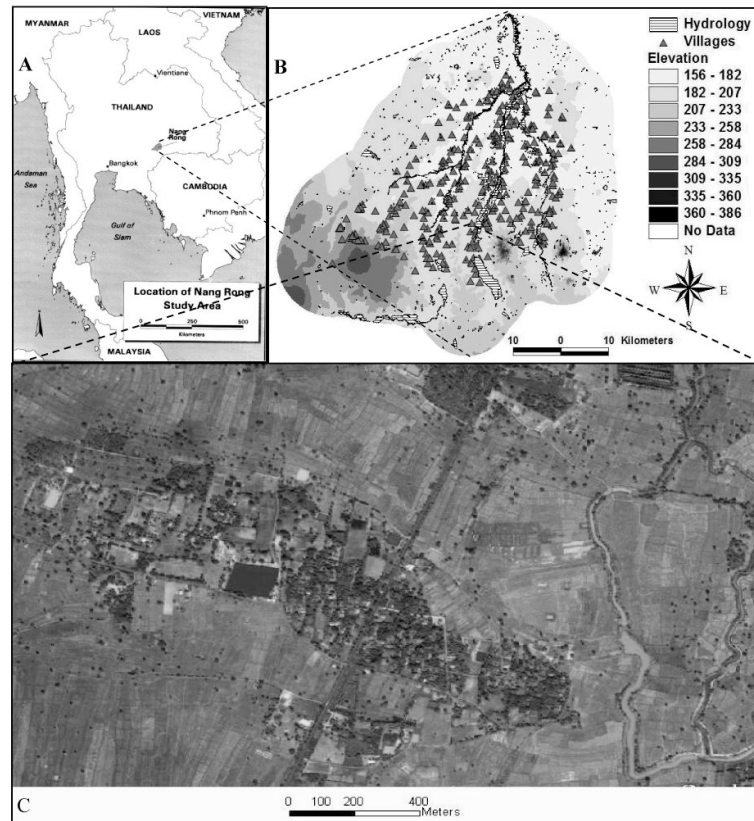 A
MYANMAR
LAOS
VIETNAM
Vientiane
THAILAND
Nang
Rong
Bangkok
Andaman
Sea
CAMBODIA
Phnom Penh
Gulf of
Siam
Location of Nang Rong
Study Area
0 250 500
Kilometers
MALAYSIA
B
Hydrology
Villages
Elevation
156 - 182
182 - 207
207 - 233
233 - 258
258 - 284
284 - 309
309 - 335
335 - 360
360 - 386
No Data
N
W E
S
10 0 10 Kilometers
C
0 100 200 400
Meters